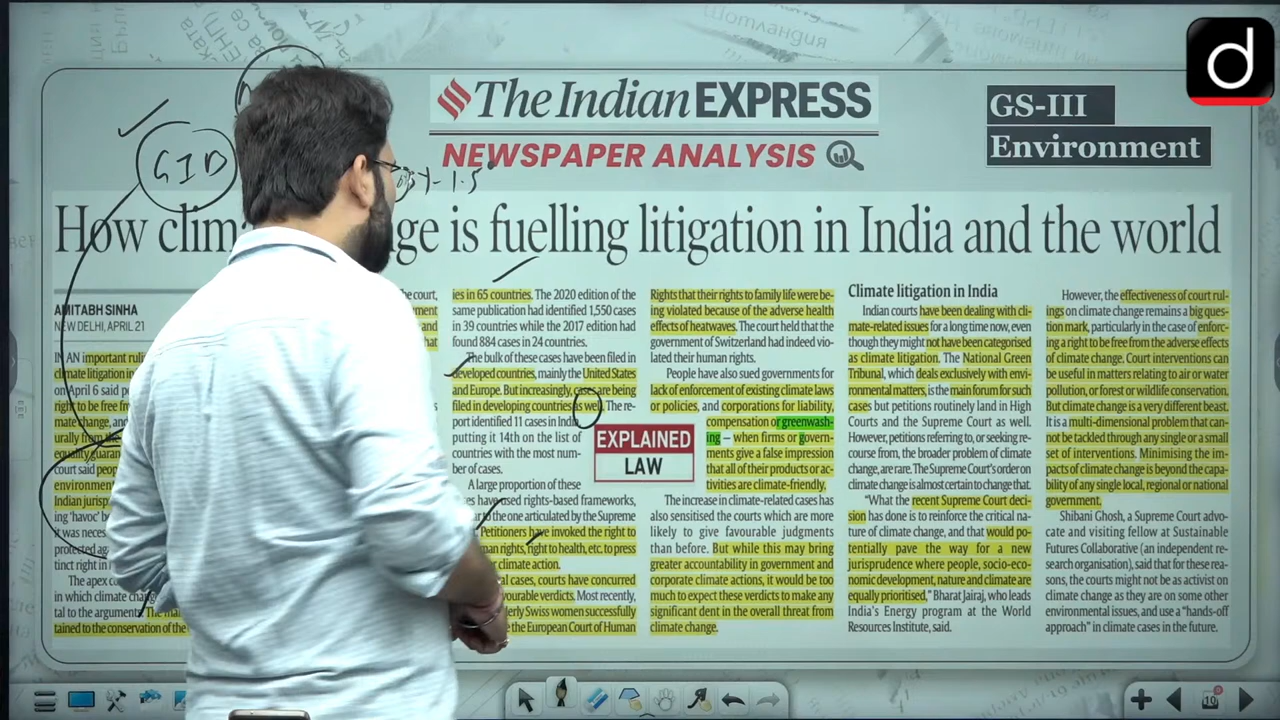 d
The Indian EXPRESS
NEWSPAPER ANALYSIS
GS-III
Environment
GID
1.5°
How clim ge is fuelling litigation in India and the world
AMITABH SINHA
NEW DELHI, APRIL 21
IN AN important ruli
climate litigation in
on April 6 said p
right to be free fr
mate change, an
urally from the
equality guaran
court said peop
environment
Indian jurisp
ing 'havoc' b
it was neces
protected aga
tinct right in
The apex co
in which climate chang
tal to the arguments. The mai
tained to the conservation of the
he court,
ment
and
that
ies in 65 countries. The 2020 edition of the
same publication had identified 1,550 cases
in 39 countries while the 2017 edition had
found 884 cases in 24 countries.
The bulk of these cases have been filed in
developed countries, mainly the United States
and Europe. But increasingly, cases are being
filed in developing countries as well. The re-
port identified 11 cases in India
putting it 14th on the list of
countries with the most num-
ber of cases.
A large proportion of these
es have used rights-based frameworks,
r to the one articulated by the Supreme
Petitioners have invoked the right to
man rights, right to health, etc. to press
r climate action.
al cases, courts have concurred
vourable verdicts. Most recently,
derly Swiss women successfully
e the European Court of Human
Rights that their rights to family life were be-
ing violated because of the adverse health
effects of heatwaves. The court held that the
government of Switzerland had indeed vio-
lated their human rights.
People have also sued governments for
lack of enforcement of existing climate laws
or policies, and corporations for liability,
compensation or greenwash-
ing – when firms or govern-
ments give a false impression
that all of their products or ac-
tivities are climate-friendly.
EXPLAINED
LAW
The increase in climate-related cases has
also sensitised the courts which are more
likely to give favourable judgments
than before. But while this may bring
greater accountability in government and
corporate climate actions, it would be too
much to expect these verdicts to make any
significant dent in the overall threat from
climate change.
Climate litigation in India
Indian courts have been dealing with cli-
mate-related issues for a long time now, even
though they might not have been categorised
as climate litigation. The National Green
Tribunal, which deals exclusively with envi-
ronmental matters, is the main forum for such
cases but petitions routinely land in High
Courts and the Supreme Court as well.
However, petitions referring to, or seeking re-
course from, the broader problem of climate
change, are rare. The Supreme Court's order on
climate change is almost certain to change that.
"What the recent Supreme Court deci-
sion has done is to reinforce the critical na-
ture of climate change, and that would po-
tentially pave the way for a new
jurisprudence where people, socio-eco-
nomic development, nature and climate are
equally prioritised," Bharat Jairaj, who leads
India's Energy program at the World
Resources Institute, said.
However, the effectiveness of court rul-
ings on climate change remains a big ques-
tion mark, particularly in the case of enforc-
ing a right to be free from the adverse effects
of climate change. Court interventions can
be useful in matters relating to air or water
pollution, or forest or wildlife conservation.
But climate change is a very different beast.
It is a multi-dimensional problem that can-
not be tackled through any single or a small
set of interventions. Minimising the im-
pacts of climate change is beyond the capa-
bility of any single local, regional or national
government.
Shibani Ghosh, a Supreme Court advo-
cate and visiting fellow at Sustainable
Futures Collaborative (an independent re-
search organisation), said that for these rea-
sons, the courts might not be as activist on
climate change as they are on some other
environmental issues, and use a "hands-off
approach" in climate cases in the future.
10